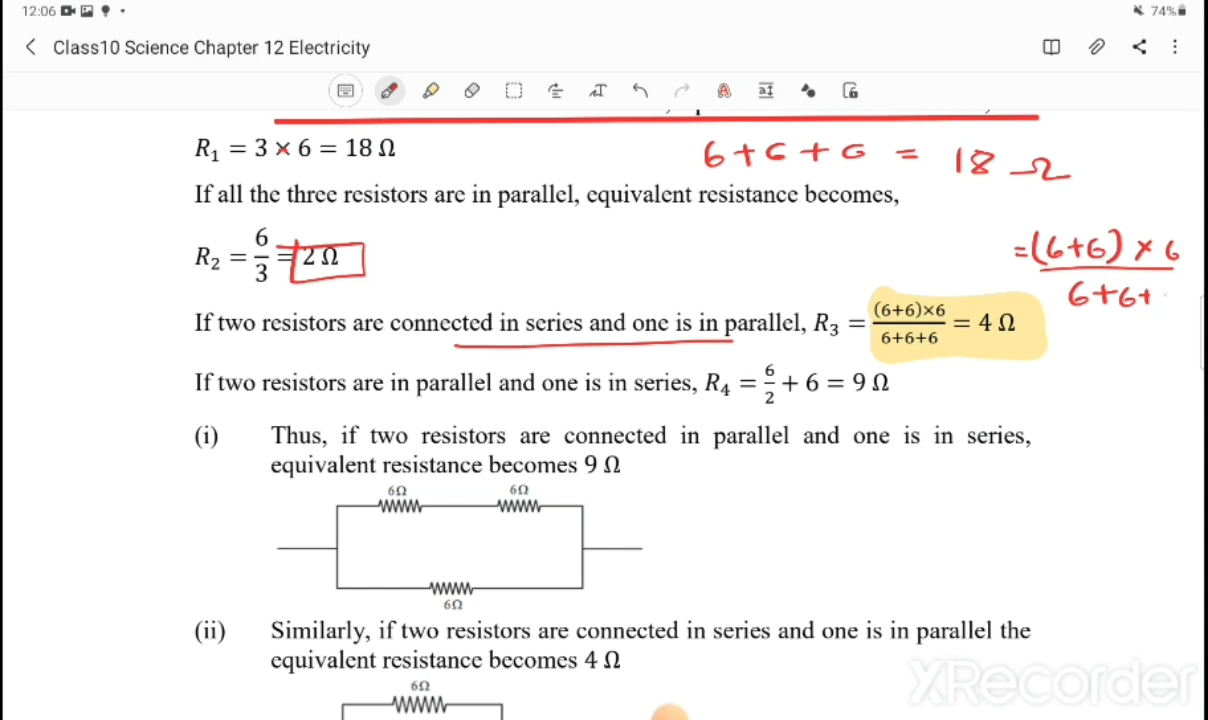 12:06 74%
Class10 Science Chapter 12 Electricity
R₁ = 3 × 6 = 18 Ω
6+6+6 = 18 Ω
If all the three resistors are in parallel, equivalent resistance becomes,
R₂ = 6/3 = 2 Ω
=(6+6) × 6
6+6+
If two resistors are connected in series and one is in parallel, R₃ = (6+6)×6 / 6+6+6 = 4 Ω
If two resistors are in parallel and one is in series, R₄ = 6/2 + 6 = 9 Ω
(i) Thus, if two resistors are connected in parallel and one is in series,
equivalent resistance becomes 9 Ω
6Ω 6Ω
6Ω
(ii) Similarly, if two resistors are connected in series and one is in parallel the
equivalent resistance becomes 4 Ω
6Ω
XRecorder